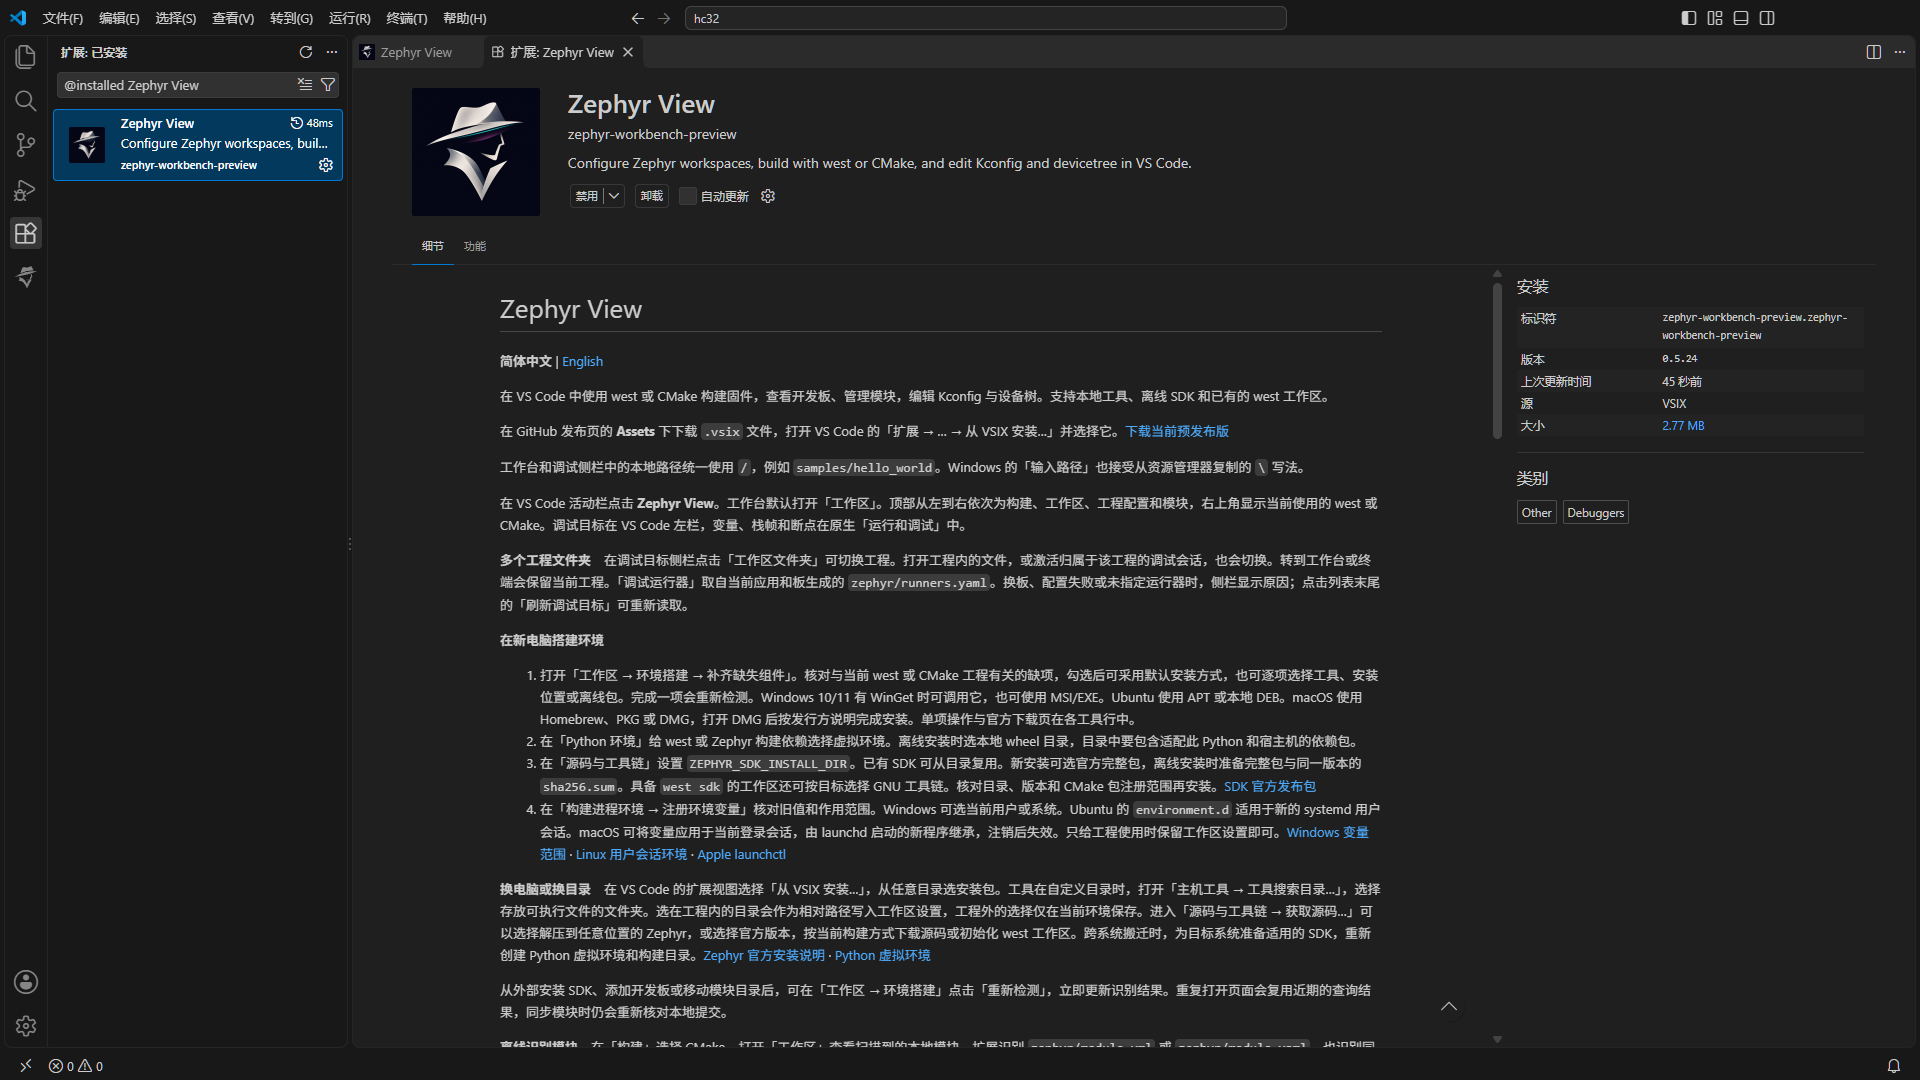 文件(F) 编辑(E) 选择(S) 查看(V) 转到(G) 运行(R) 终端(T) 帮助(H)
hc32
扩展: 已安装
@installed Zephyr View
Zephyr View 48ms
Configure Zephyr workspaces, buil...
zephyr-workbench-preview
Zephyr View
扩展: Zephyr View
Zephyr View
zephyr-workbench-preview
Configure Zephyr workspaces, build with west or CMake, and edit Kconfig and devicetree in VS Code.
禁用 卸载 自动更新
细节 功能
Zephyr View
简体中文 | English
在 VS Code 中使用 west 或 CMake 构建固件，查看开发板、管理模块，编辑 Kconfig 与设备树。支持本地工具、离线 SDK 和已有的 west 工作区。
在 GitHub 发布页的 Assets 下下载 .vsix 文件，打开 VS Code 的「扩展 → ... → 从 VSIX 安装...」并选择它。下载当前预发布版
工作台和调试侧栏中的本地路径统一使用 /，例如 samples/hello_world。Windows 的「输入路径」也接受从资源管理器复制的 \ 写法。
在 VS Code 活动栏点击 Zephyr View。工作台默认打开「工作区」。顶部从左到右依次为构建、工作区、工程配置和模块，右上角显示当前使用的 west 或
CMake。调试目标在 VS Code 左栏，变量、栈帧和断点在原生「运行和调试」中。
多个工程文件夹 在调试目标侧栏点击「工作区文件夹」可切换工程。打开工程内的文件，或激活归属于该工程的调试会话，也会切换。转到工作台或终
端会保留当前工程。「调试运行器」取自当前应用和板生成的 zephyr/runners.yaml。换板、配置失败或未指定运行器时，侧栏显示原因；点击列表末尾
的「刷新调试目标」可重新读取。
在新电脑搭建环境
1. 打开「工作区 → 环境搭建 → 补齐缺失组件」。核对与当前 west 或 CMake 工程有关的缺项，勾选后可采用默认安装方式，也可逐项选择工具、安装
位置或离线包。完成一项会重新检测。Windows 10/11 有 WinGet 时可调用它，也可使用 MSI/EXE。Ubuntu 使用 APT 或本地 DEB。macOS 使用
Homebrew、PKG 或 DMG，打开 DMG 后按发行方说明完成安装。单项操作与官方下载页在各工具行中。
2. 在「Python 环境」给 west 或 Zephyr 构建依赖选择虚拟环境。离线安装时选本地 wheel 目录，目录中要包含适配此 Python 和宿主机的依赖包。
3. 在「源码与工具链」设置 ZEPHYR_SDK_INSTALL_DIR。已有 SDK 可从目录复用。新安装可选官方完整包，离线安装时准备完整包与同一版本的
sha256.sum。具备 west sdk 的工作区还可按目标选择 GNU 工具链。核对目录、版本和 CMake 包注册范围再安装。SDK 官方发布包
4. 在「构建进程环境 → 注册环境变量」核对旧值和作用范围。Windows 可选当前用户或系统。Ubuntu 的 environment.d 适用于新的 systemd 用户
会话。macOS 可将变量应用于当前登录会话，由 launchd 启动的新程序继承，注销后失效。只给工程使用时保留工作区设置即可。Windows 变量
范围 · Linux 用户会话环境 · Apple launchctl
换电脑或换目录 在 VS Code 的扩展视图选择「从 VSIX 安装...」，从任意目录选安装包。工具在自定义目录时，打开「主机工具 → 工具搜索目录...」，选择
存放可执行文件的文件夹。选在工程内的目录会作为相对路径写入工作区设置，工程外的选择仅在当前环境保存。进入「源码与工具链 → 获取源码...」可
以选择解压到任意位置的 Zephyr，或选择官方版本，按当前构建方式下载源码或初始化 west 工作区。跨系统搬迁时，为目标系统准备适用的 SDK，重新
创建 Python 虚拟环境和构建目录。Zephyr 官方安装说明 · Python 虚拟环境
从外部安装 SDK、添加开发板或移动模块目录后，可在「工作区 → 环境搭建」点击「重新检测」，立即更新识别结果。重复打开页面会复用近期的查询结
果，同步模块时仍会重新核对本地提交。
离线识别模块 在「构建」选择 CMake，打开「工作区」查看扫描到的本地模块。扩展识别 zephyr/module.yml 或 zephyr/module.yaml，也识别同
安装
标识符 zephyr-workbench-preview.zephyr-
workbench-preview
版本 0.5.24
上次更新时间 45 秒前
源 VSIX
大小 2.77 MB
类别
Other Debuggers
0 0